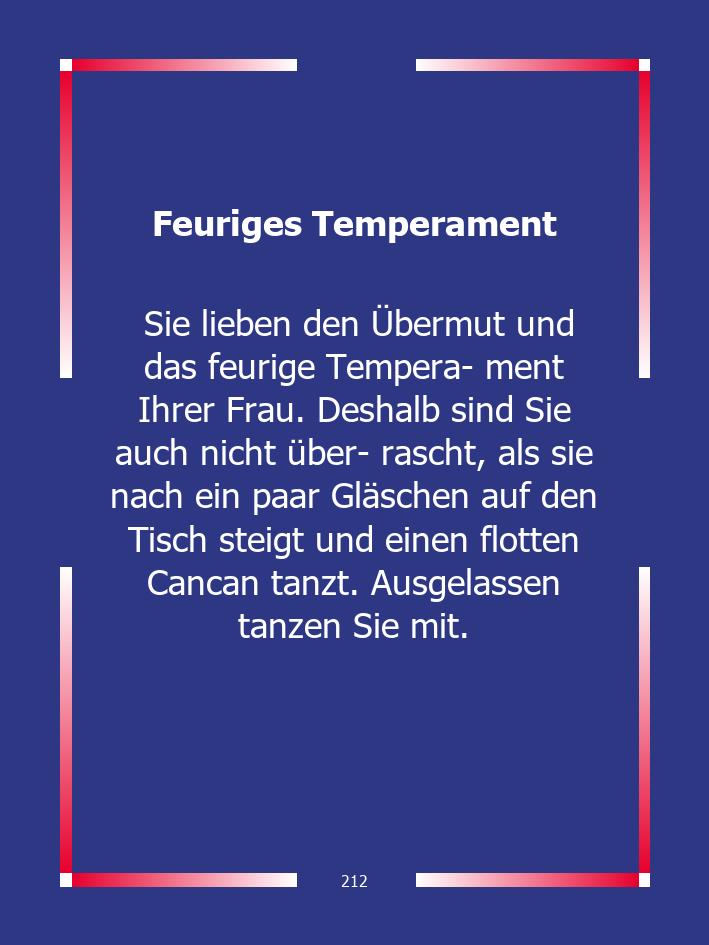 Feuriges Temperament
Sie lieben den Übermut und
das feurige Tempera- ment
Ihrer Frau. Deshalb sind Sie
auch nicht über- rascht, als sie
nach ein paar Gläschen auf den
Tisch steigt und einen flotten
Cancan tanzt. Ausgelassen
tanzen Sie mit.
212